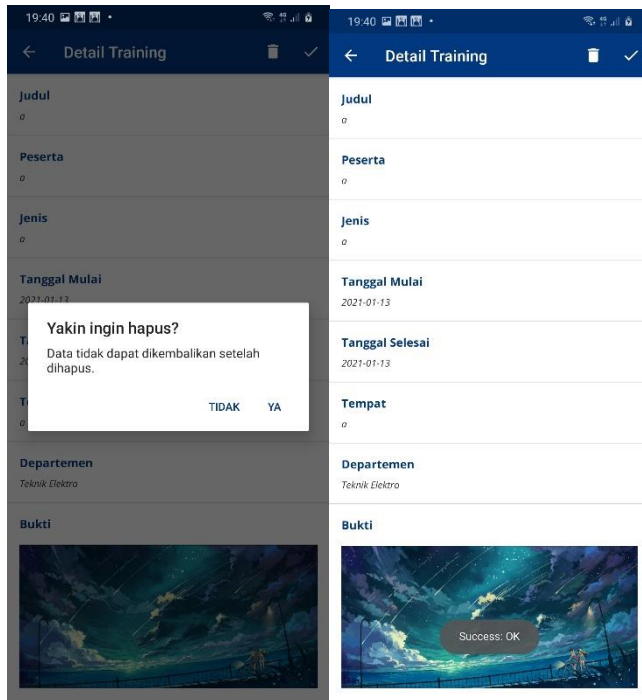 19:40
Detail Training
Judul
a
Peserta
a
Jenis
a
Tanggal Mulai
2021-01-13
Yakin ingin hapus?
Data tidak dapat dikembalikan setelah
dihapus.
TIDAK YA
a
Departemen
Teknik Elektro
Bukti
19:40
Detail Training
Judul
a
Peserta
a
Jenis
a
Tanggal Mulai
2021-01-13
Tanggal Selesai
2021-01-13
Tempat
a
Departemen
Teknik Elektro
Bukti
Success: OK